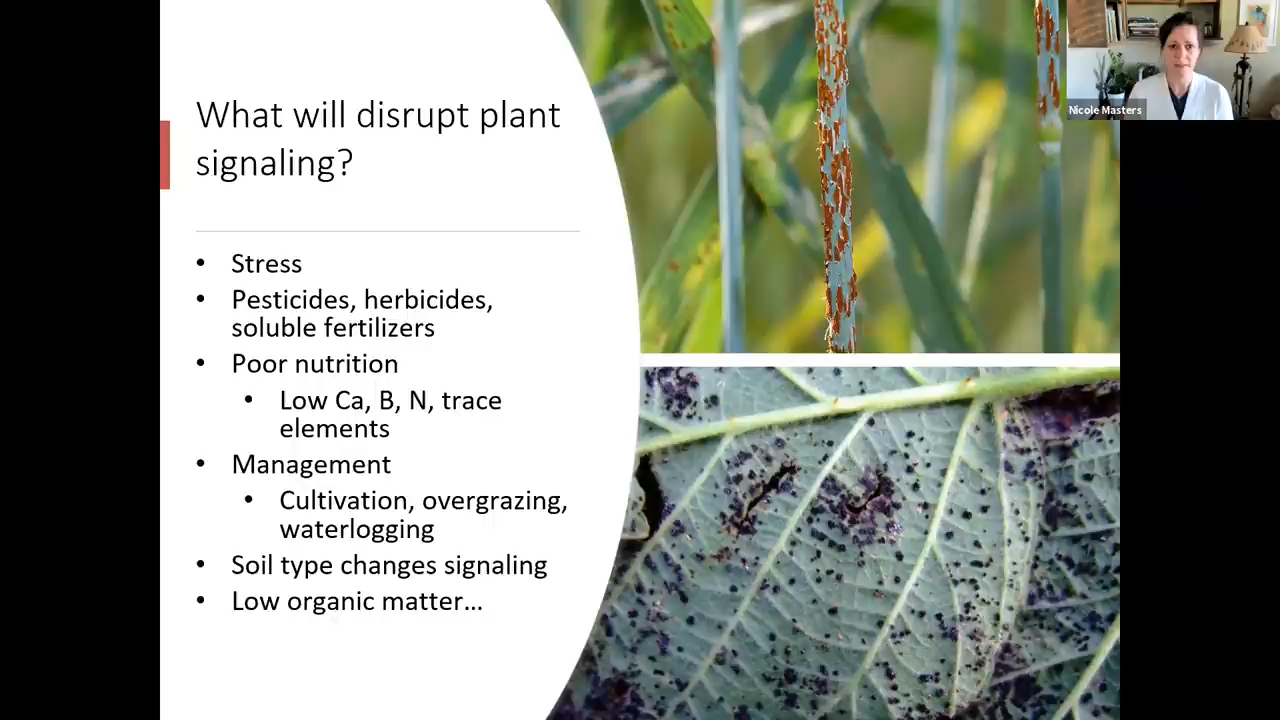 What will disrupt plant
signaling?
• Stress
• Pesticides, herbicides,
soluble fertilizers
• Poor nutrition
• Low Ca, B, N, trace
elements
• Management
• Cultivation, overgrazing,
waterlogging
• Soil type changes signaling
• Low organic matter...
Nicole Masters